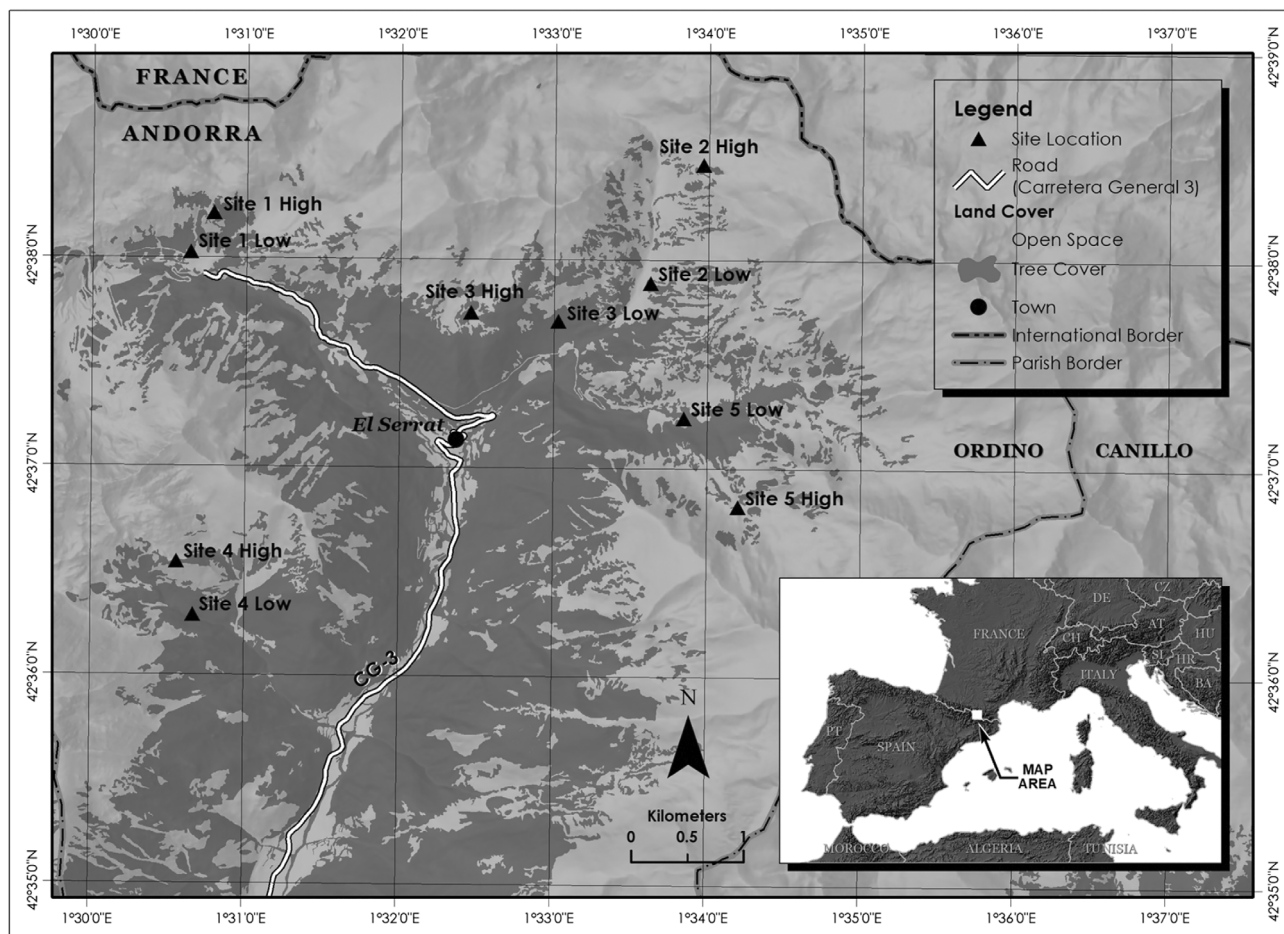 1°30'0"E 1°31'0"E 1°32'0"E 1°33'0"E 1°34'0"E 1°35'0"E 1°36'0"E 1°37'0"E
42°39'0"N
FRANCE
ANDORRA
Legend
Site Location
Road
(Carretera General 3)
Land Cover
Open Space
Tree Cover
Town
International Border
Parish Border
Site 2 High
Site 1 High
Site 1 Low
42°38'0"N
42°38'0"N
Site 2 Low
Site 3 High
Site 3 Low
El Serrat
Site 5 Low
ORDINO
CANILLO
42°37'0"N
42°37'0"N
Site 5 High
Site 4 High
Site 4 Low
CG-3
42°36'0"N
42°36'0"N
N
Kilometers
0 0.5 1
DE
CZ
FRANCE
CH
AT
HU
SI
HR
ITALY
BA
PT
SPAIN
MAP
AREA
MOROCCO
ALGERIA
TUNISIA
42°35'0"N
42°35'0"N
1°30'0"E 1°31'0"E 1°32'0"E 1°33'0"E 1°34'0"E 1°35'0"E 1°36'0"E 1°37'0"E